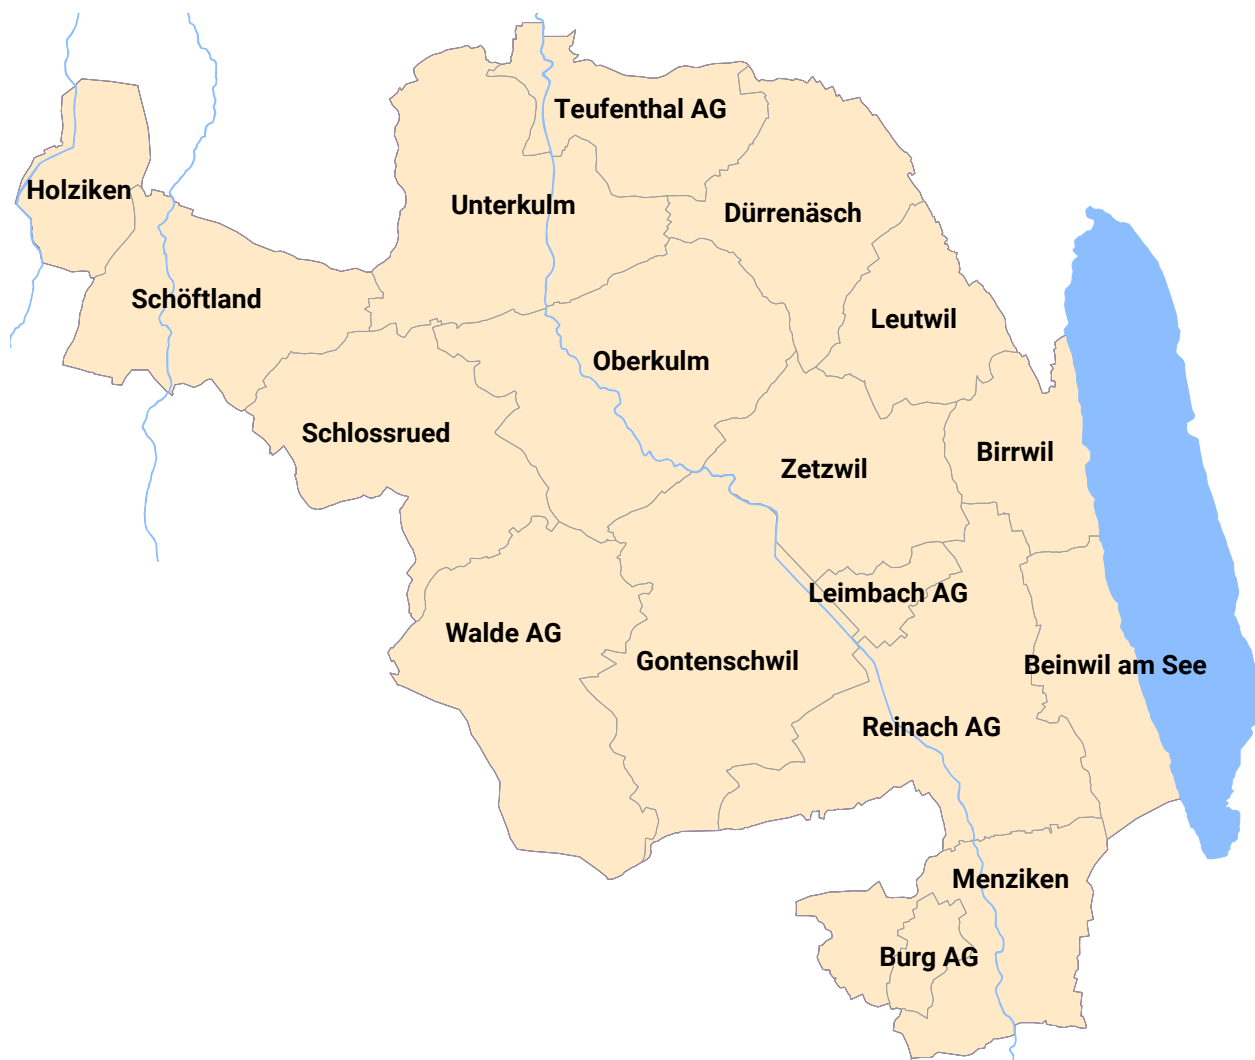 Teufenthal AG
Holziken
Unterkulm
Dürrenäsch
Schöftland
Leutwil
Oberkulm
Schlossrued
Birrwil
Zetzwil
Leimbach AG
Walde AG
Gontenschwil
Beinwil am See
Reinach AG
Menziken
Burg AG